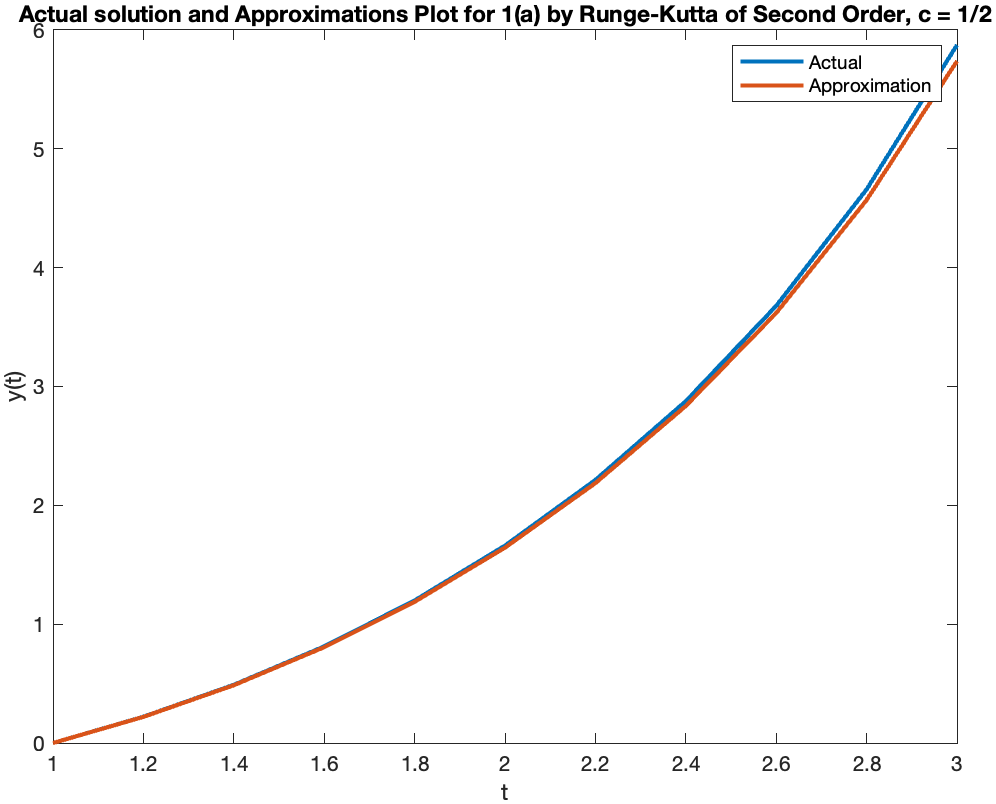 Actual solution and Approximations Plot for 1(a) by Runge-Kutta of Second Order, c = 1/2
Actual
Approximation
6
5
4
3
2
1
0
y(t)
1 1.2 1.4 1.6 1.8 2 2.2 2.4 2.6 2.8 3
t